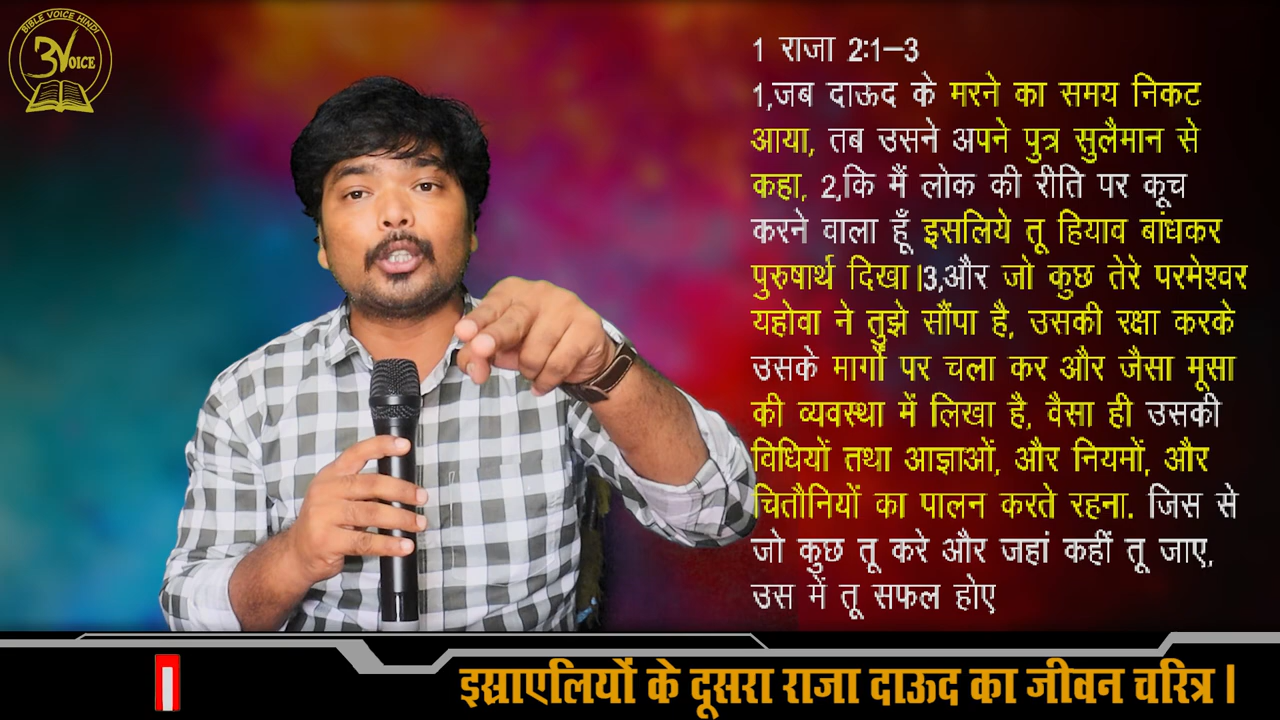 BIBLE VOICE HINDI
3VOICE
1 राजा 2:1–3
1,जब दाऊद के मरने का समय निकट
आया, तब उसने अपने पुत्र सुलैमान से
कहा, 2,कि मैं लोक की रीति पर कूच
करने वाला हूँ इसलिये तू हियाव बांधकर
पुरुषार्थ दिखा।3,और जो कुछ तेरे परमेश्वर
यहोवा ने तुझे सौंपा है, उसकी रक्षा करके
उसके मार्गों पर चला कर और जैसा मूसा
की व्यवस्था में लिखा है, वैसा ही उसकी
विधियों तथा आज्ञाओं, और नियमों, और
चितौनियों का पालन करते रहना. जिस से
जो कुछ तू करे और जहां कहीं तू जाए,
उस में तू सफल होए
इस्राएलियों के दूसरा राजा दाऊद का जीवन चरित्र।